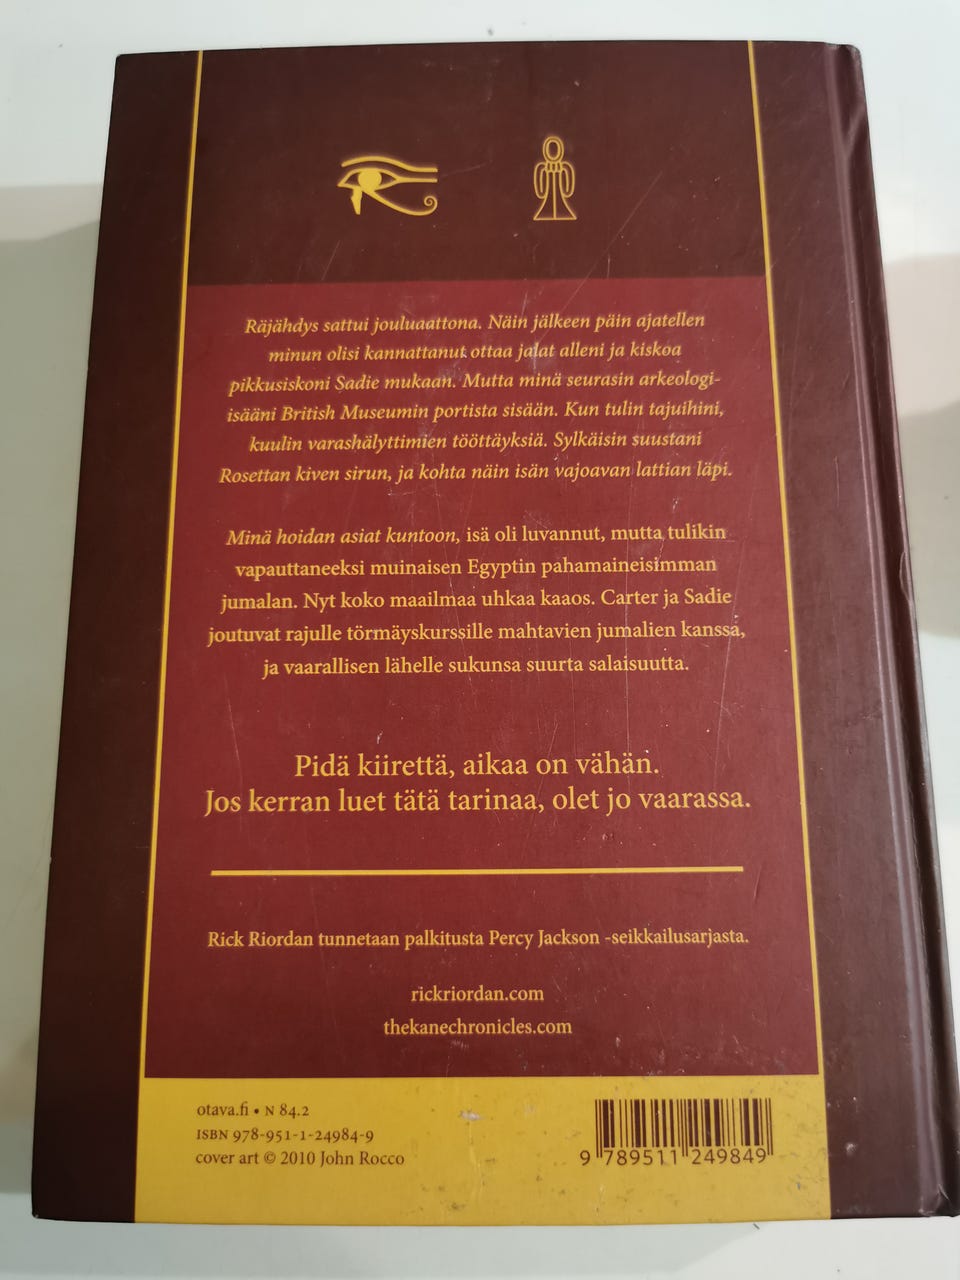 Räjähdys sattui jouluaattona. Näin jälkeen päin ajatellen
minun olisi kannattanut ottaa jalat alleni ja kiskoa
pikkusiskoni Sadie mukaan. Mutta minä seurasin arkeologi-
isääni British Museumin portista sisään. Kun tulin tajuihini,
kuulin varashälyttimien tööttäyksiä. Sylkäisin suustani
Rosettan kiven sirun, ja kohta näin isän vajoavan lattian läpi.
Minä hoidan asiat kuntoon, isä oli luvannut, mutta tulikin
vapauttaneeksi muinaisen Egyptin pahamaineisimman
jumalan. Nyt koko maailmaa uhkaa kaaos. Carter ja Sadie
joutuvat rajulle törmäyskurssille mahtavien jumalien kanssa,
ja vaarallisen lähelle sukunsa suurta salaisuutta.
Pidä kiirettä, aikaa on vähän.
Jos kerran luet tätä tarinaa, olet jo vaarassa.
Rick Riordan tunnetaan palkitusta Percy Jackson -seikkailusarjasta.
rickriordan.com
thekanechronicles.com
otava.fi • N 84.2
ISBN 978-951-1-24984-9
cover art © 2010 John Rocco
9 789511 249849